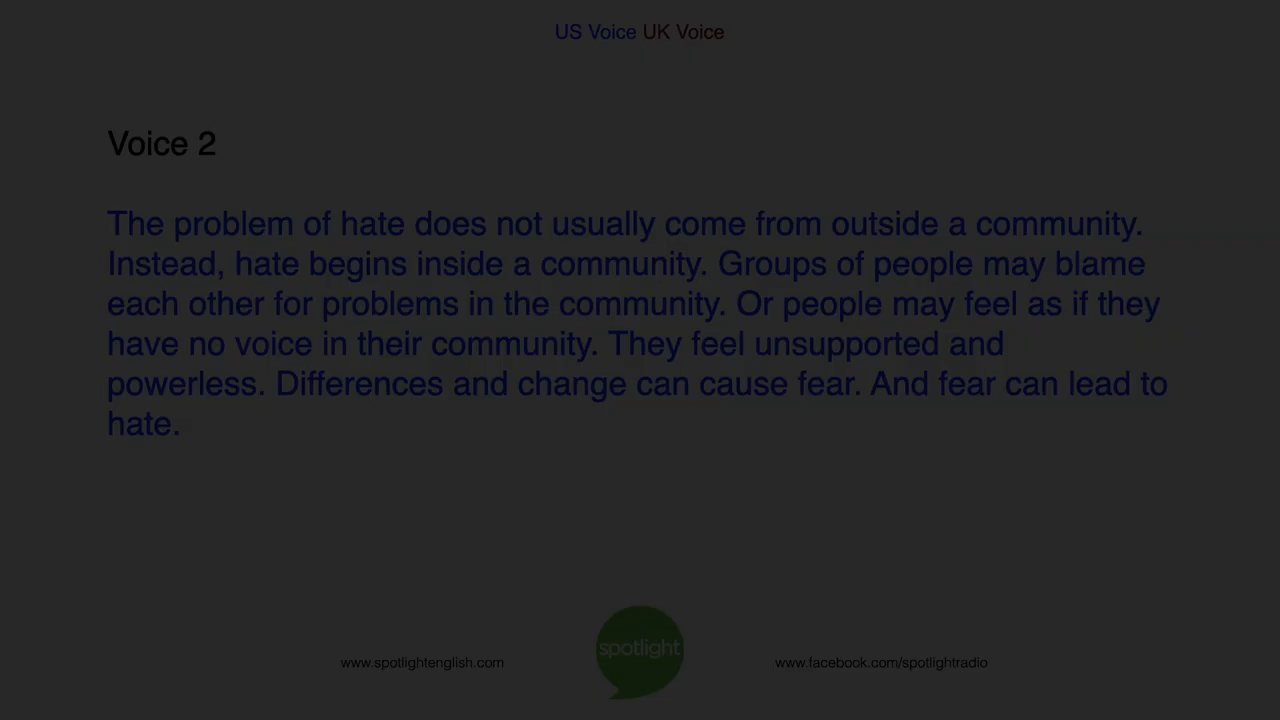 US Voice UK Voice
Voice 2
The problem of hate does not usually come from outside a community.
Instead, hate begins inside a community. Groups of people may blame
each other for problems in the community. Or people may feel as if they
have no voice in their community. They feel unsupported and
powerless. Differences and change can cause fear. And fear can lead to
hate.
spotlight
www.spotlightenglish.com
www.facebook.com/spotlightradio